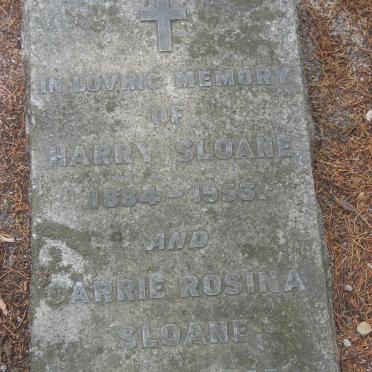 IN LOVING MEMORY
OF
HARRY SLOANE,
1884 - 1953.
AND
CARRIE ROSINA
SLOANE,